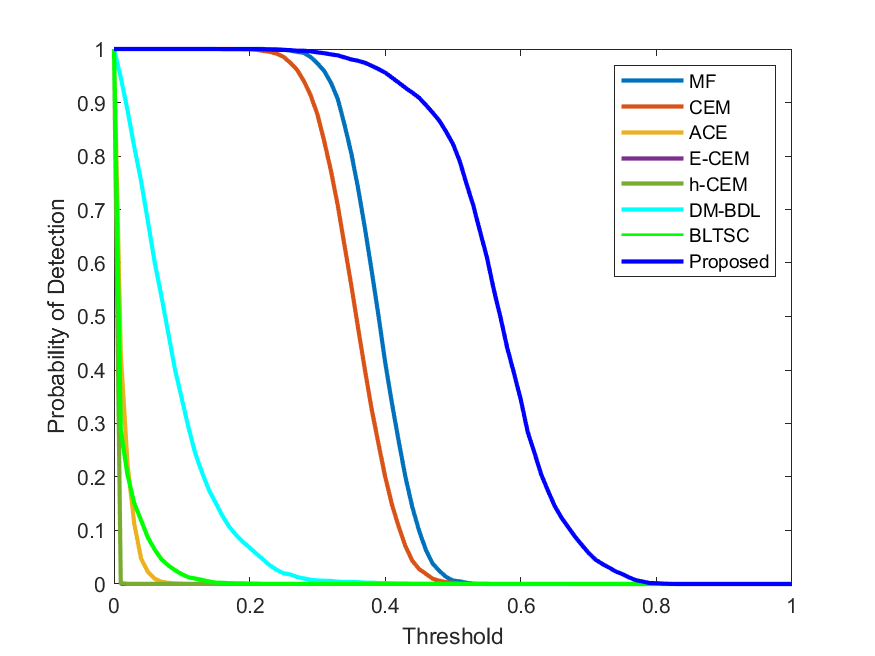 1
0.9
0.8
0.7
0.6
0.5
0.4
0.3
0.2
0.1
0
Probability of Detection
MF
CEM
ACE
E-CEM
h-CEM
DM-BDL
BLTSC
Proposed
0 0.2 0.4 0.6 0.8 1
Threshold